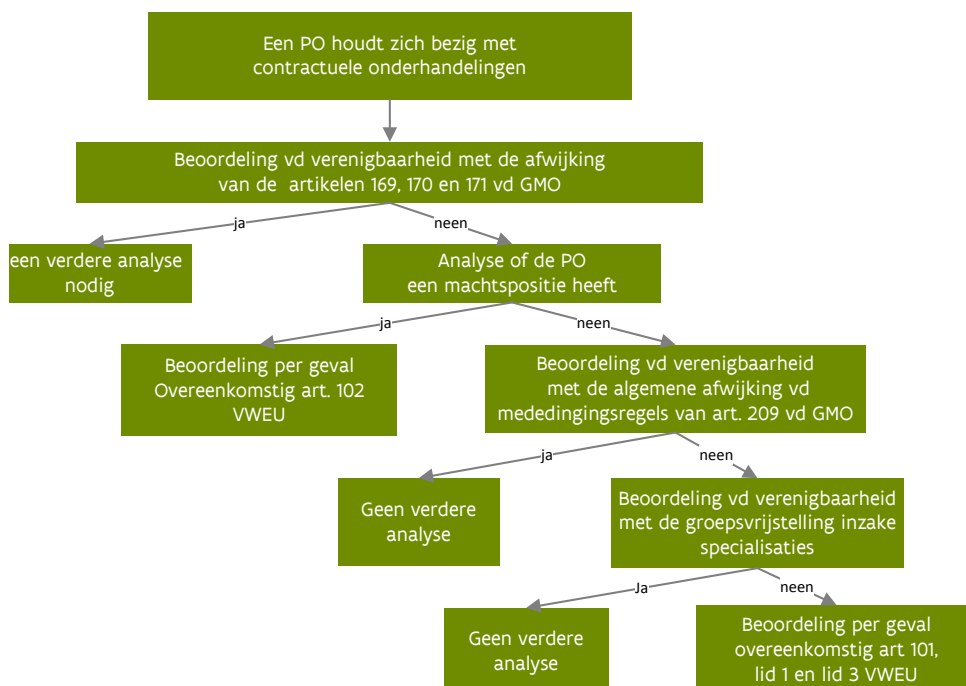 Een PO houdt zich bezig met
contractuele onderhandelingen
Beoordeling vd verenigbaarheid met de afwijking
van de artikelen 169, 170 en 171 vd GMO
ja
neen
een verdere analyse
nodig
Analyse of de PO
een machtspositie heeft
ja
neen
Beoordeling per geval
Overeenkomstig art. 102
VWEU
Beoordeling vd verenigbaarheid
met de algemene afwijking vd
mededingingsregels van art. 209 vd GMO
ja
neen
Geen verdere
analyse
Beoordeling vd verenigbaarheid
met de groepsvrijstelling inzake
specialisaties
Ja
neen
Geen verdere
analyse
Beoordeling per geval
overeenkomstig art 101,
lid 1 en lid 3 VWEU